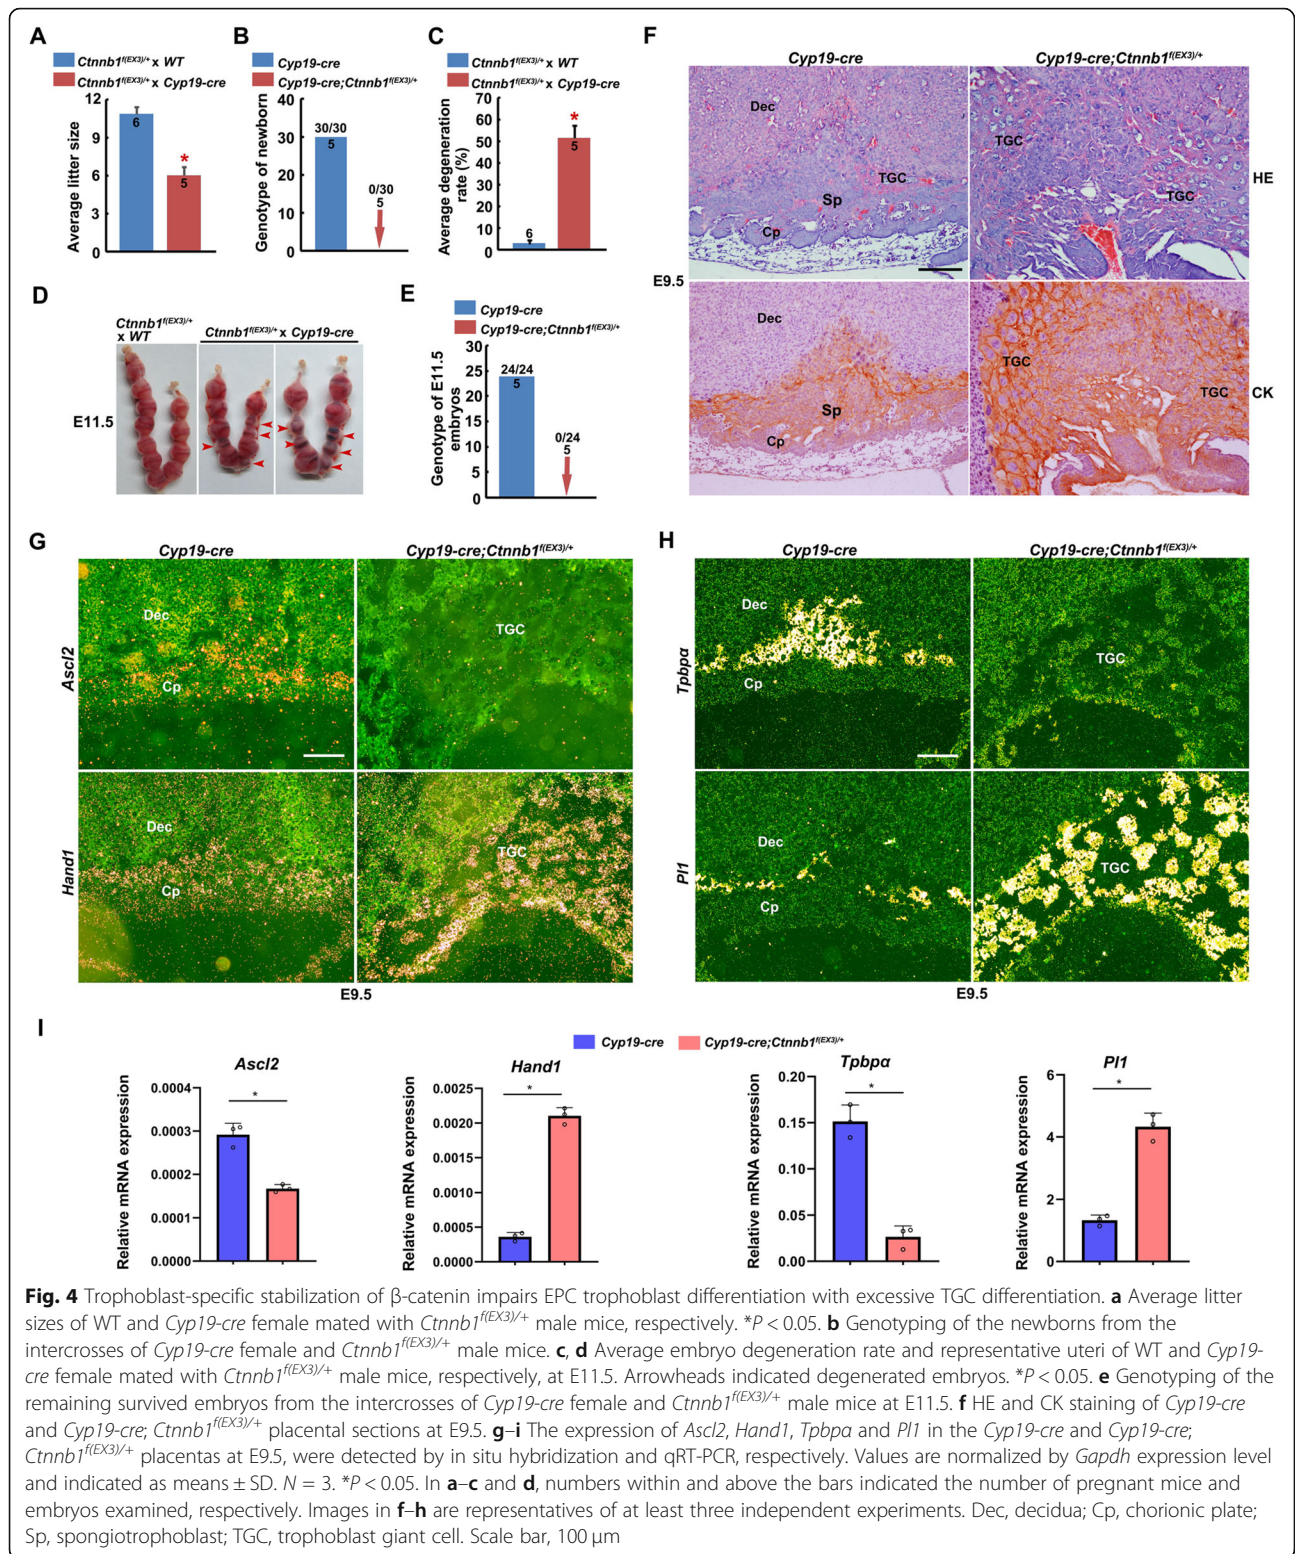 A
Ctnnb1f(EX3)/+ x WT
Ctnnb1f(EX3)/+ x Cyp19-cre
Average litter size
12
9
6
3
0
6
*
5
B
Cyp19-cre
Cyp19-cre;Ctnnb1f(EX3)/+
Genotype of newborn
40
30
20
10
0
30/30
5
0/30
5
C
Ctnnb1f(EX3)/+ x WT
Ctnnb1f(EX3)/+ x Cyp19-cre
Average degeneration
rate (%)
70
60
50
40
30
20
10
0
6
*
5
D
Ctnnb1f(EX3)/+
x WT
Ctnnb1f(EX3)/+ x Cyp19-cre
E11.5
E
Cyp19-cre
Cyp19-cre;Ctnnb1f(EX3)/+
Genotype of E11.5
embryos
30
25
20
15
10
5
0
24/24
5
0/24
5
F
Cyp19-cre
Cyp19-cre;Ctnnb1f(EX3)/+
Dec
TGC
Sp
Cp
TGC
TGC
HE
E9.5
Dec
Sp
Cp
TGC
TGC
CK
G
Cyp19-cre
Cyp19-cre;Ctnnb1f(EX3)/+
Ascl2
Dec
Cp
TGC
Hand1
Dec
Cp
TGC
E9.5
H
Cyp19-cre
Cyp19-cre;Ctnnb1f(EX3)/+
Tpbpα
Dec
Cp
TGC
Pl1
Dec
Cp
TGC
E9.5
I
Cyp19-cre
Cyp19-cre;Ctnnb1f(EX3)/+
Ascl2
Relative mRNA expression
0.0004
0.0003
0.0002
0.0001
0.0000
*
Hand1
Relative mRNA expression
0.0025
0.0020
0.0015
0.0010
0.0005
0.0000
*
Tpbpα
Relative mRNA expression
0.20
0.15
0.10
0.05
0.00
*
Pl1
Relative mRNA expression
6
4
2
0
*
Fig. 4 Trophoblast-specific stabilization of β-catenin impairs EPC trophoblast differentiation with excessive TGC differentiation. a Average litter
sizes of WT and Cyp19-cre female mated with Ctnnb1f(EX3)/+ male mice, respectively. *P < 0.05. b Genotyping of the newborns from the
intercrosses of Cyp19-cre female and Ctnnb1f(EX3)/+ male mice. c, d Average embryo degeneration rate and representative uteri of WT and Cyp19-
cre female mated with Ctnnb1f(EX3)/+ male mice, respectively, at E11.5. Arrowheads indicated degenerated embryos. *P < 0.05. e Genotyping of the
remaining survived embryos from the intercrosses of Cyp19-cre female and Ctnnb1f(EX3)/+ male mice at E11.5. f HE and CK staining of Cyp19-cre
and Cyp19-cre; Ctnnb1f(EX3)/+ placental sections at E9.5. g–i The expression of Ascl2, Hand1, Tpbpα and Pl1 in the Cyp19-cre and Cyp19-cre;
Ctnnb1f(EX3)/+ placentas at E9.5, were detected by in situ hybridization and qRT-PCR, respectively. Values are normalized by Gapdh expression level
and indicated as means ± SD. N = 3. *P < 0.05. In a–c and d, numbers within and above the bars indicated the number of pregnant mice and
embryos examined, respectively. Images in f–h are representatives of at least three independent experiments. Dec, decidua; Cp, chorionic plate;
Sp, spongiotrophoblast; TGC, trophoblast giant cell. Scale bar, 100 μm